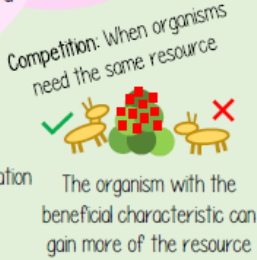 Competition: When organisms
need the same resource
ation
The organism with the
beneficial characteristic can
gain more of the resource